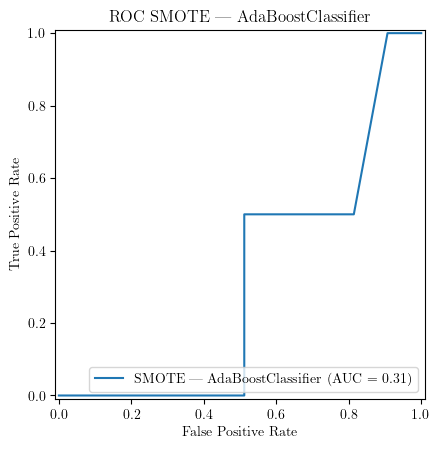 ROC SMOTE — AdaBoostClassifier
1.0
0.8
0.6
0.4
0.2
0.0
True Positive Rate
SMOTE — AdaBoostClassifier (AUC = 0.31)
0.0 0.2 0.4 0.6 0.8 1.0
False Positive Rate